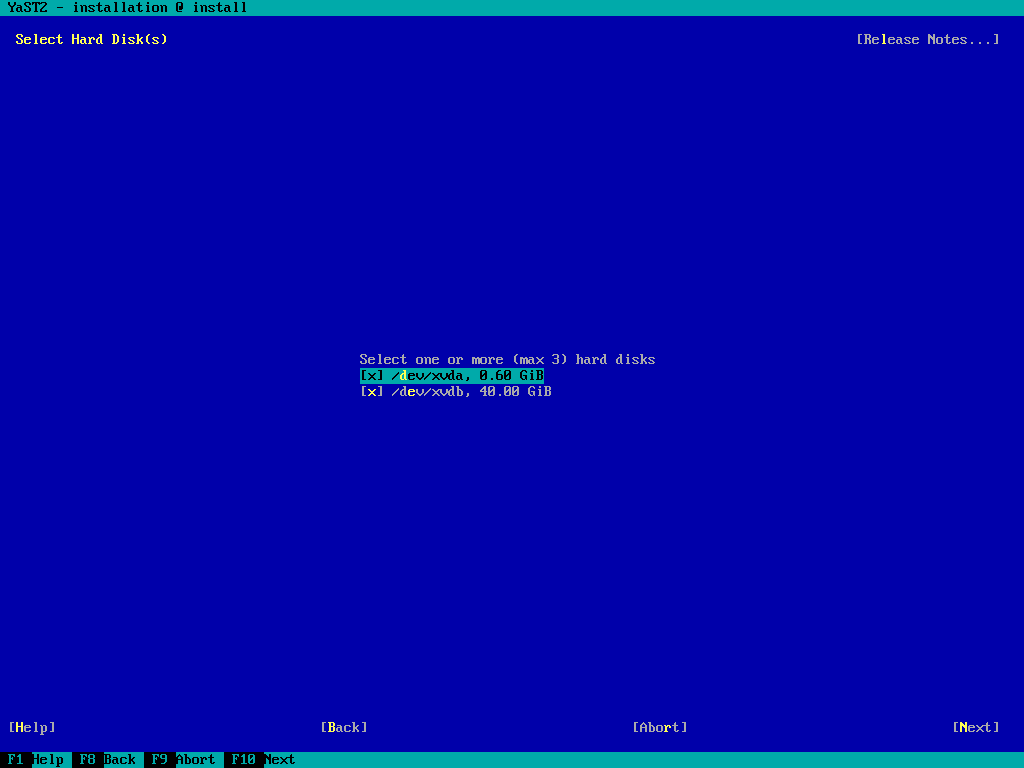 YaST2 - installation @ install
Select Hard Disk(s) [Release Notes...]
Select one or more (max 3) hard disks
[x] /dev/xvda, 0.60 GiB
[x] /dev/xvdb, 40.00 GiB
[Help] [Back] [Abort] [Next]
F1 Help F8 Back F9 Abort F10 Next